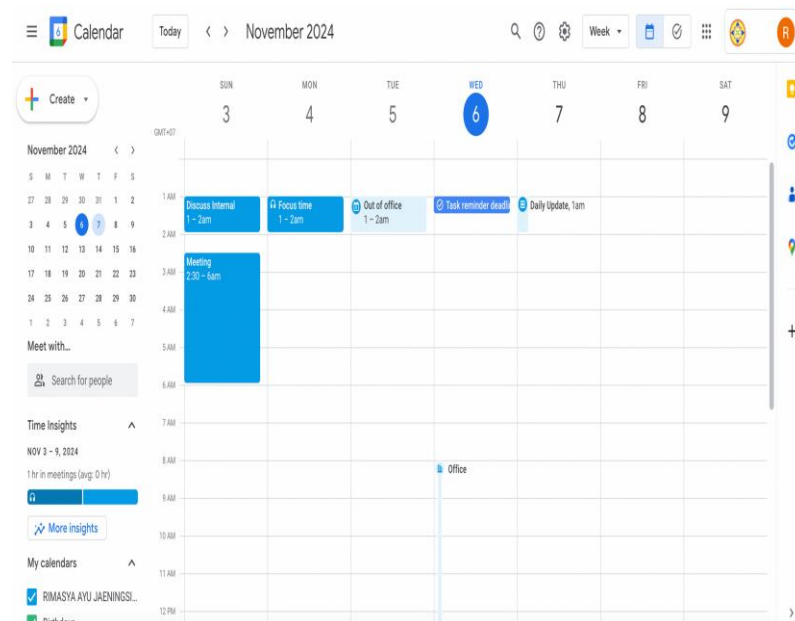 6 Calendar
Today
November 2024
Week
R
Create
SUN MON TUE WED THU FRI SAT
3 4 5 6 7 8 9
GMT+07
November 2024
S M T W T F S
27 28 29 30 31 1 2
3 4 5 6 7 8 9
10 11 12 13 14 15 16
17 18 19 20 21 22 23
24 25 26 27 28 29 30
1 2 3 4 5 6 7
Meet with...
Search for people
Time Insights
NOV 3 – 9, 2024
1 hr in meetings (avg: 0 hr)
More insights
My calendars
RIMASYA AYU JAENINGSI...
1 AM
2 AM
3 AM
4 AM
5 AM
6 AM
7 AM
8 AM
9 AM
10 AM
11 AM
12 PM
Discuss Internal
1 – 2am
Meeting
2:30 – 6am
Focus time
1 – 2am
Out of office
1 – 2am
Task reminder deadli
Daily Update, 1am
Office